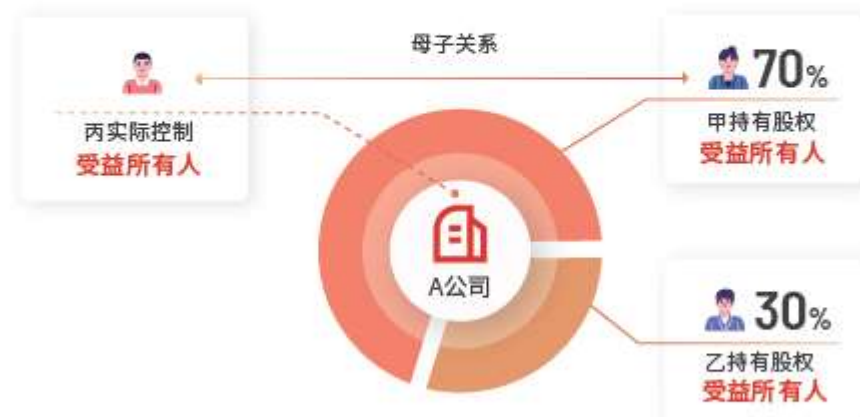 母子关系
丙实际控制
受益所有人
70%
甲持有股权
受益所有人
A公司
30%
乙持有股权
受益所有人